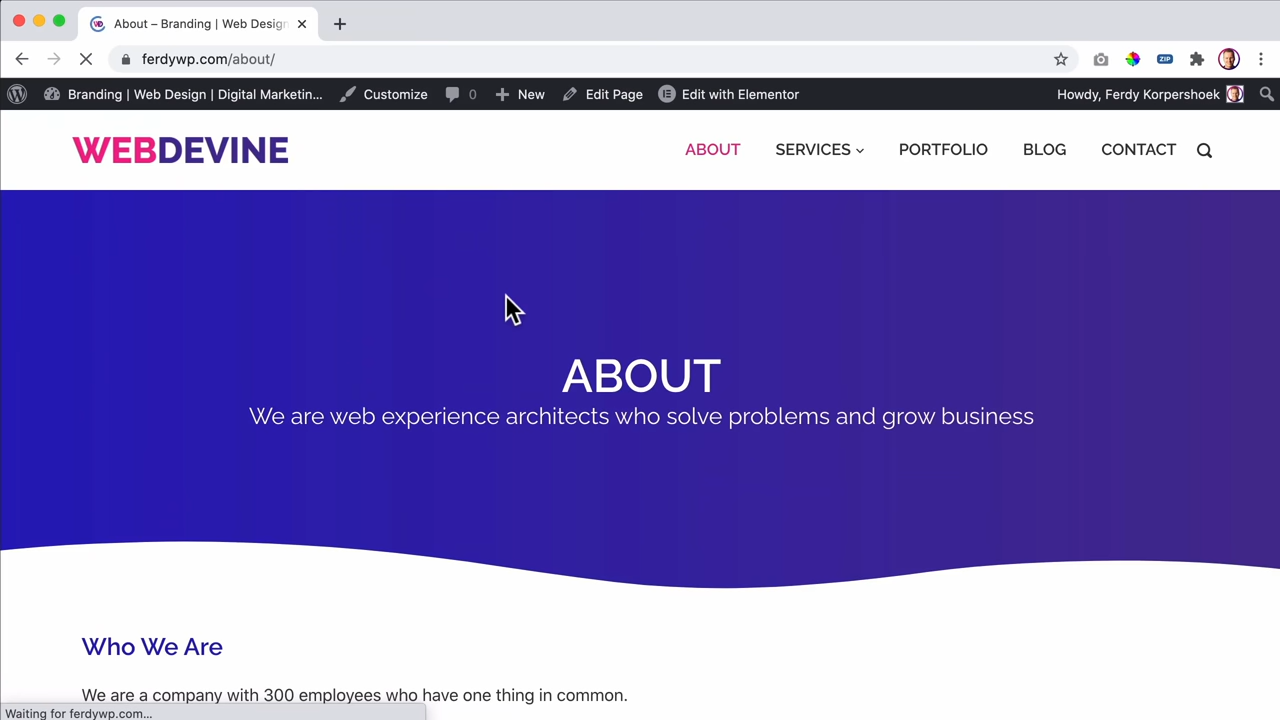 About – Branding | Web Desig
ferdywp.com/about/
ZIP
Branding | Web Design | Digital Marketin... 0 New Customize Edit Page Edit with Elementor Howdy, Ferdy Korpershoek
WEBDEVINE
ABOUT SERVICES PORTFOLIO BLOG CONTACT
ABOUT
We are web experience architects who solve problems and grow business
Who We Are
We are a company with 300 employees who have one thing in common.
Waiting for ferdywp.com...